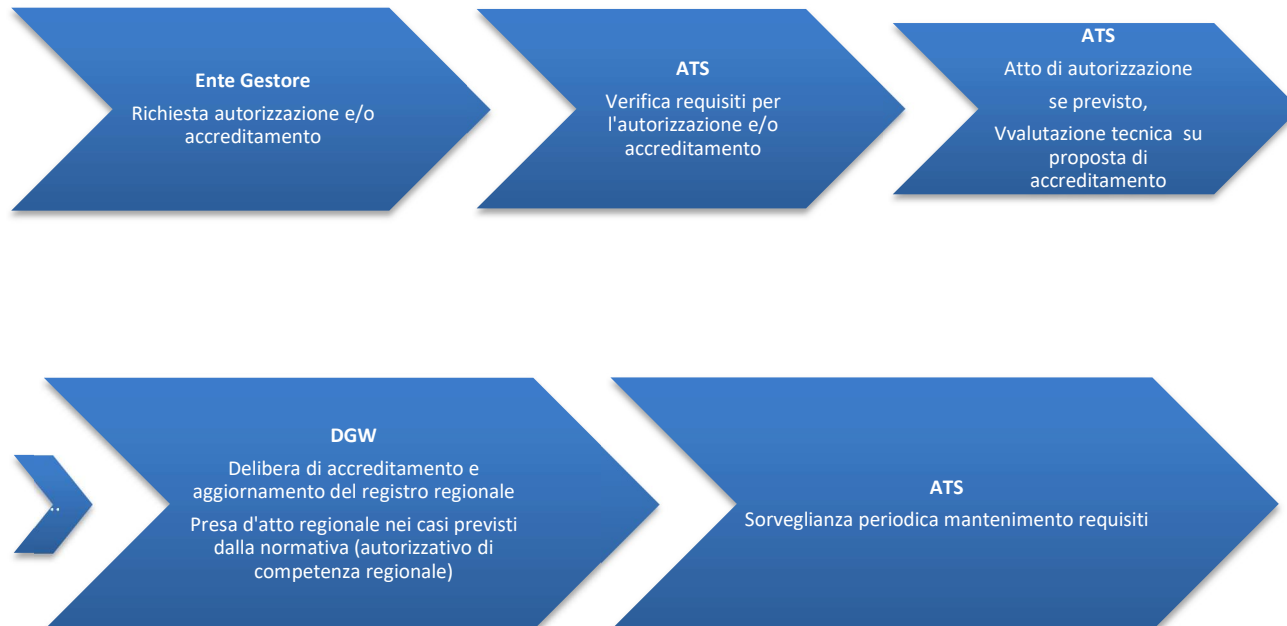 Ente Gestore
Richiesta autorizzazione e/o
accreditamento
ATS
Verifica requisiti per
l'autorizzazione e/o
accreditamento
ATS
Atto di autorizzazione
se previsto,
Vvalutazione tecnica su
proposta di
accreditamento
..
DGW
Delibera di accreditamento e
aggiornamento del registro regionale
Presa d'atto regionale nei casi previsti
dalla normativa (autorizzativo di
competenza regionale)
ATS
Sorveglianza periodica mantenimento requisiti